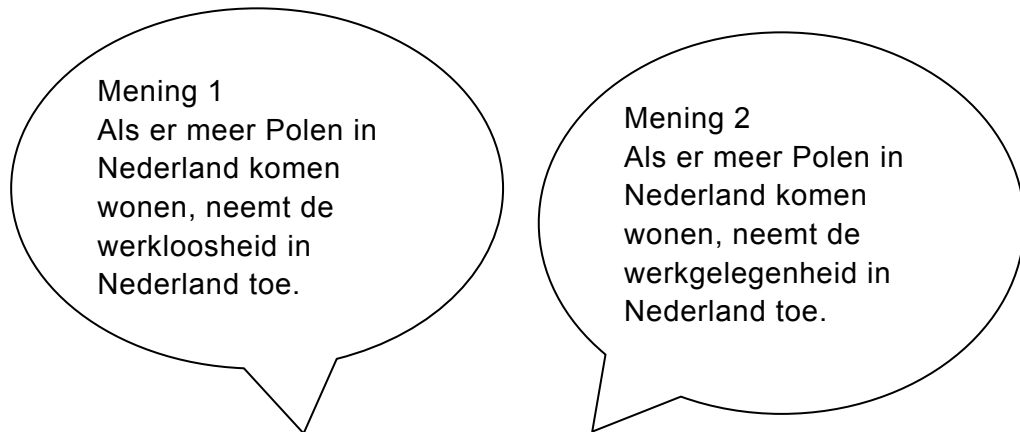 Mening 1
Als er meer Polen in
Nederland komen
wonen, neemt de
werkloosheid in
Nederland toe.
Mening 2
Als er meer Polen in
Nederland komen
wonen, neemt de
werkgelegenheid in
Nederland toe.